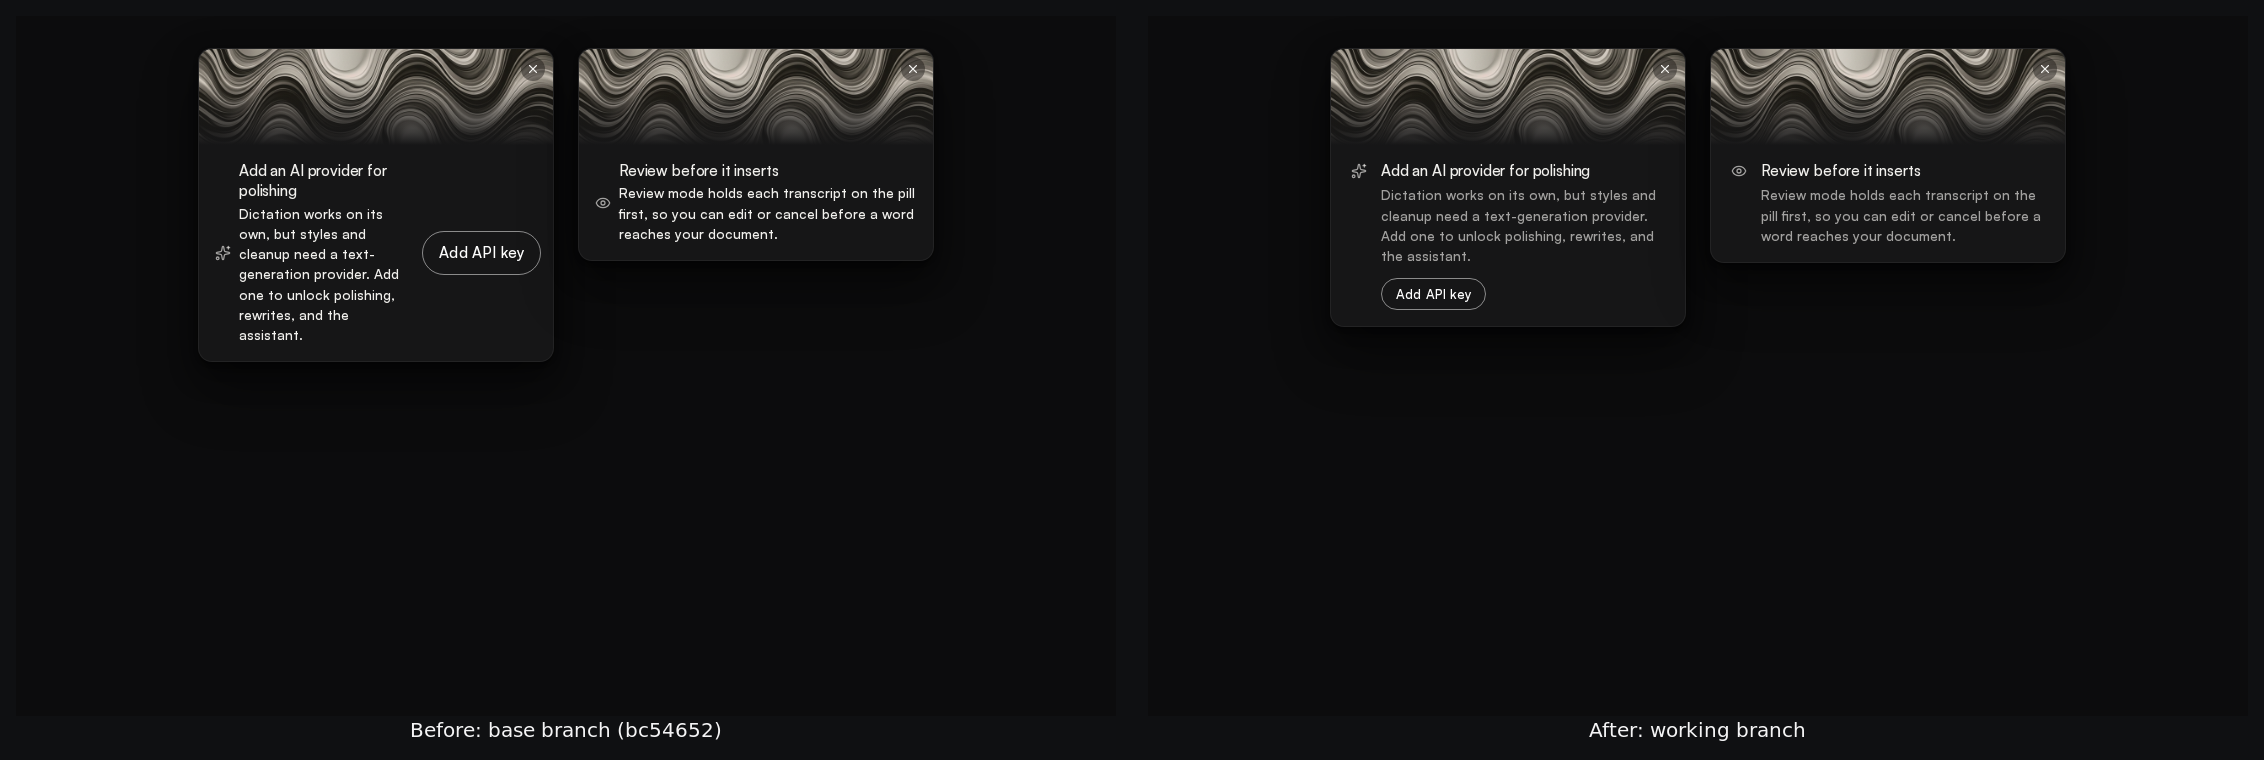 Add an AI provider for
polishing
Dictation works on its
own, but styles and
cleanup need a text-
generation provider. Add
one to unlock polishing,
rewrites, and the
assistant.
Add API key
Review before it inserts
Review mode holds each transcript on the pill
first, so you can edit or cancel before a word
reaches your document.
Before: base branch (bc54652)
Add an AI provider for polishing
Dictation works on its own, but styles and
cleanup need a text-generation provider.
Add one to unlock polishing, rewrites, and
the assistant.
Add API key
Review before it inserts
Review mode holds each transcript on the
pill first, so you can edit or cancel before a
word reaches your document.
After: working branch